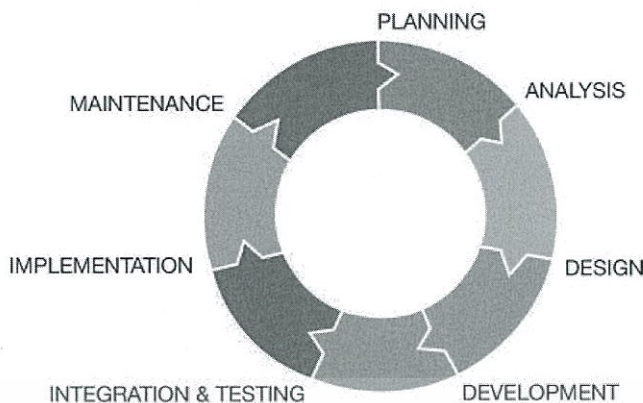 PLANNING
ANALYSIS
DESIGN
DEVELOPMENT
INTEGRATION & TESTING
IMPLEMENTATION
MAINTENANCE